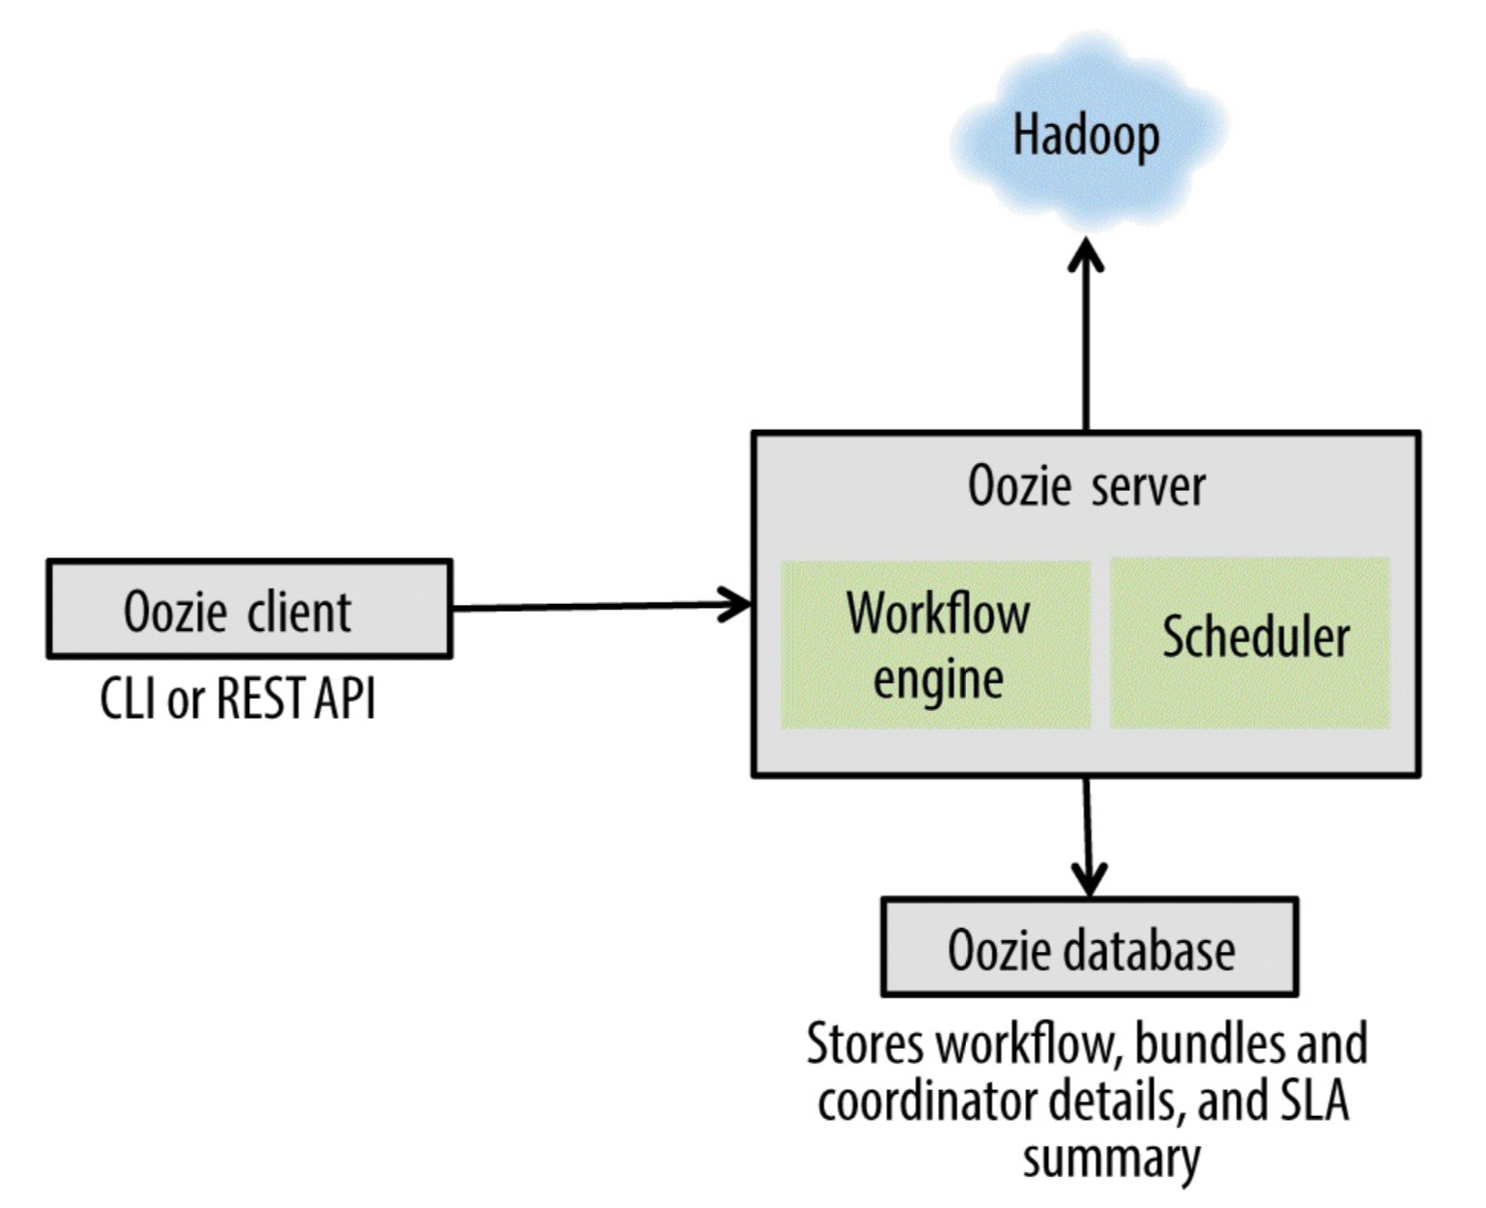 Hadoop
Oozie server
Workflow
engine
Scheduler
Oozie client
CLI or REST API
Oozie database
Stores workflow, bundles and
coordinator details, and SLA
summary